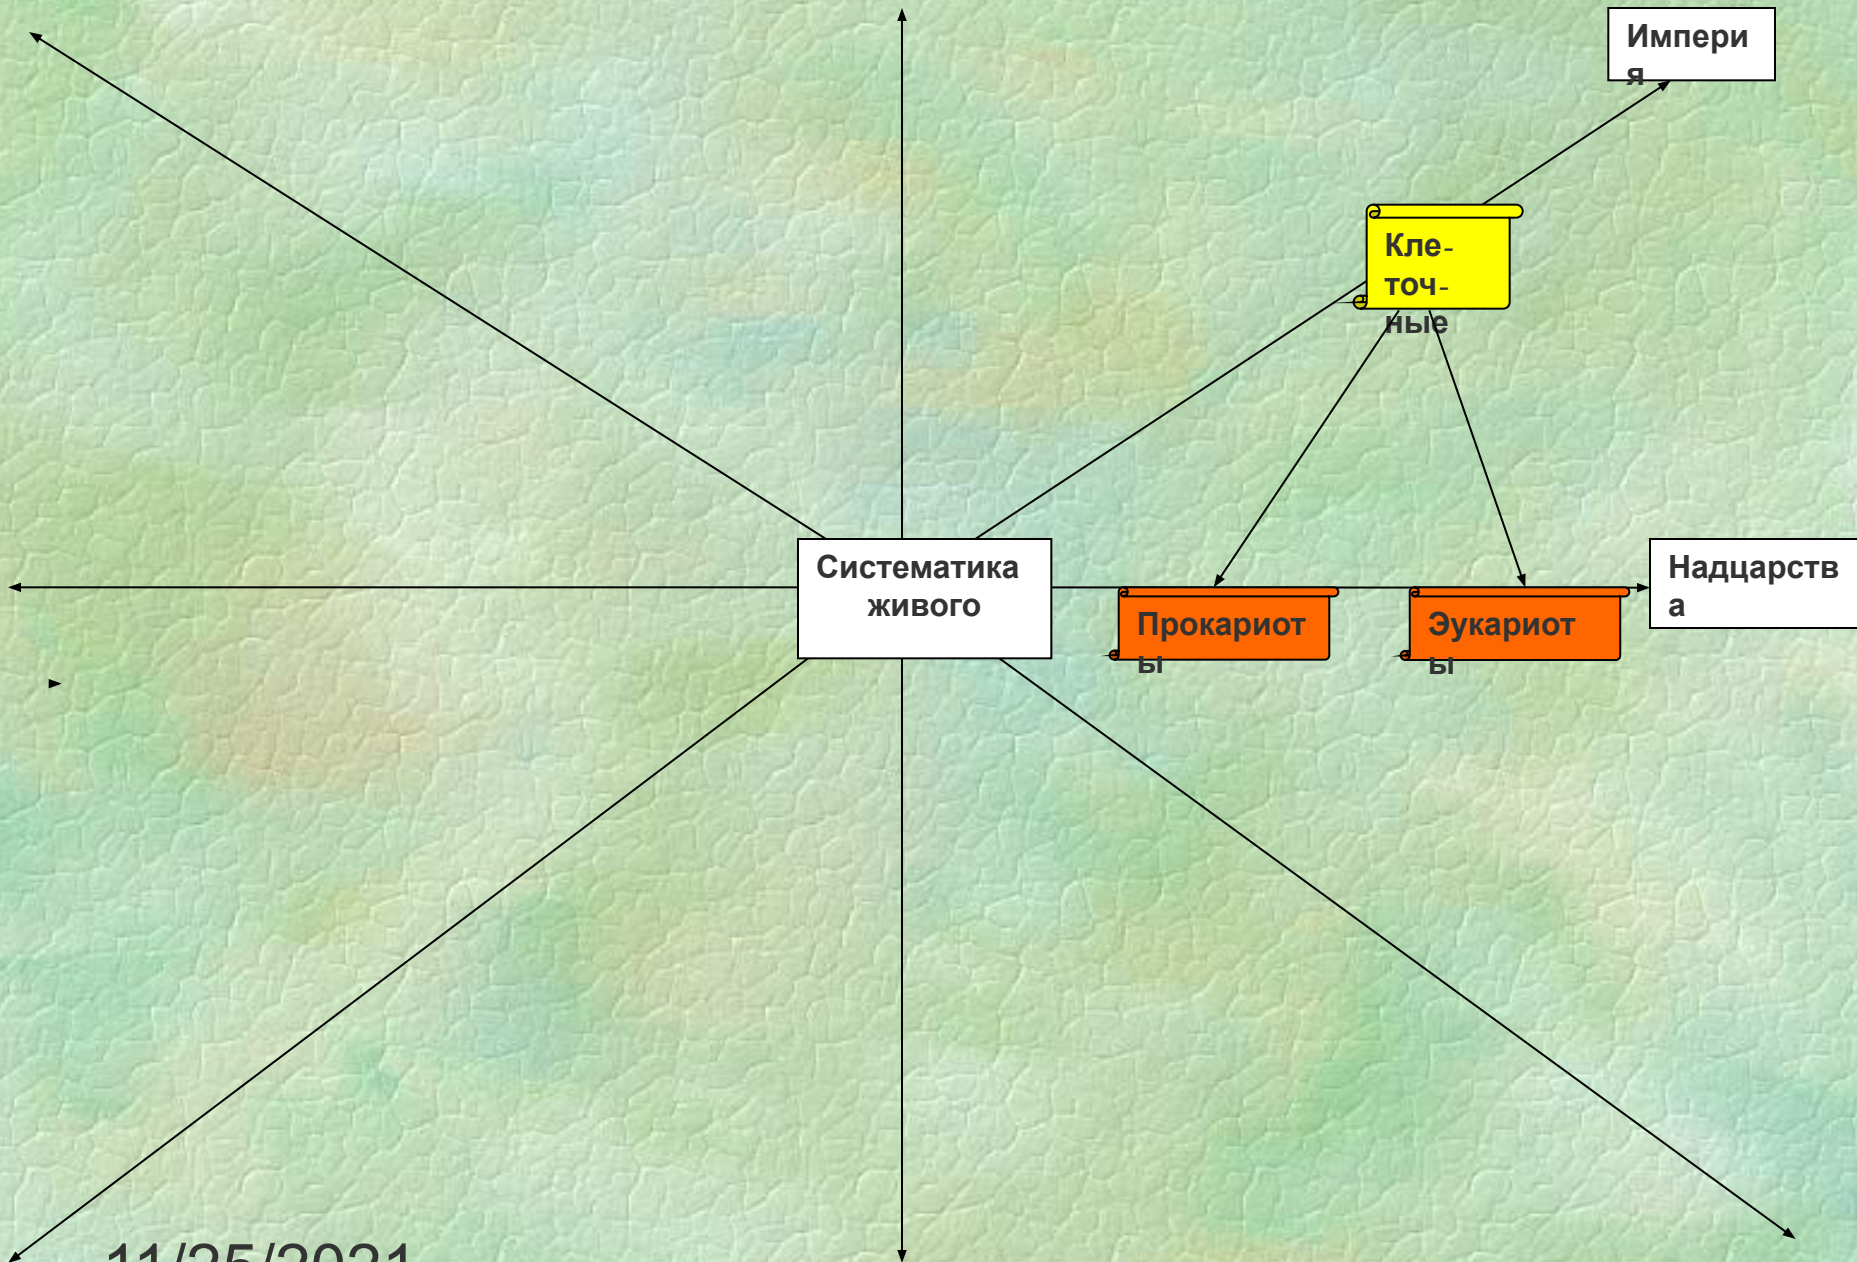 Импери
я
Кле-
точ-
ные
Систематика
живого
Надцарств
а
Прокариот
ы
Эукариот
ы
11/25/2021